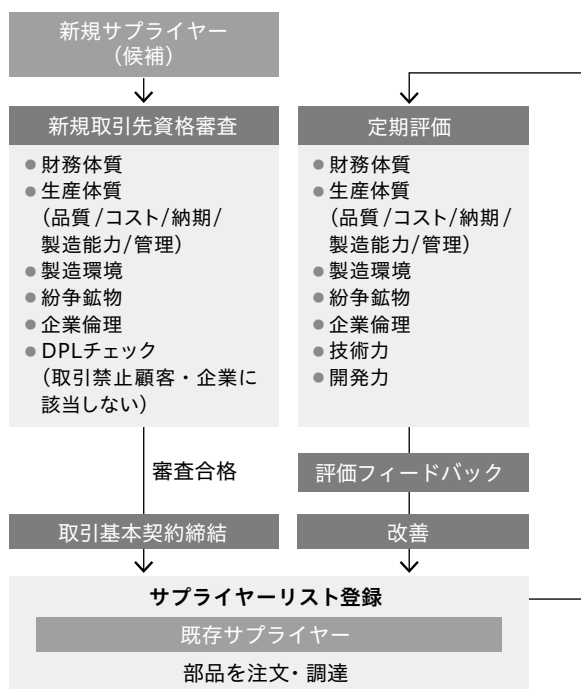 新規サプライヤー
（候補）
新規取引先資格審査
● 財務体質
● 生産体質
（品質/コスト/納期/
製造能力/管理）
● 製造環境
● 紛争鉱物
● 企業倫理
● DPLチェック
（取引禁止顧客・企業に
該当しない）
審査合格
取引基本契約締結
定期評価
● 財務体質
● 生産体質
（品質/コスト/納期/
製造能力/管理）
● 製造環境
● 紛争鉱物
● 企業倫理
● 技術力
● 開発力
評価フィードバック
改善
サプライヤーリスト登録
既存サプライヤー
部品を注文・調達